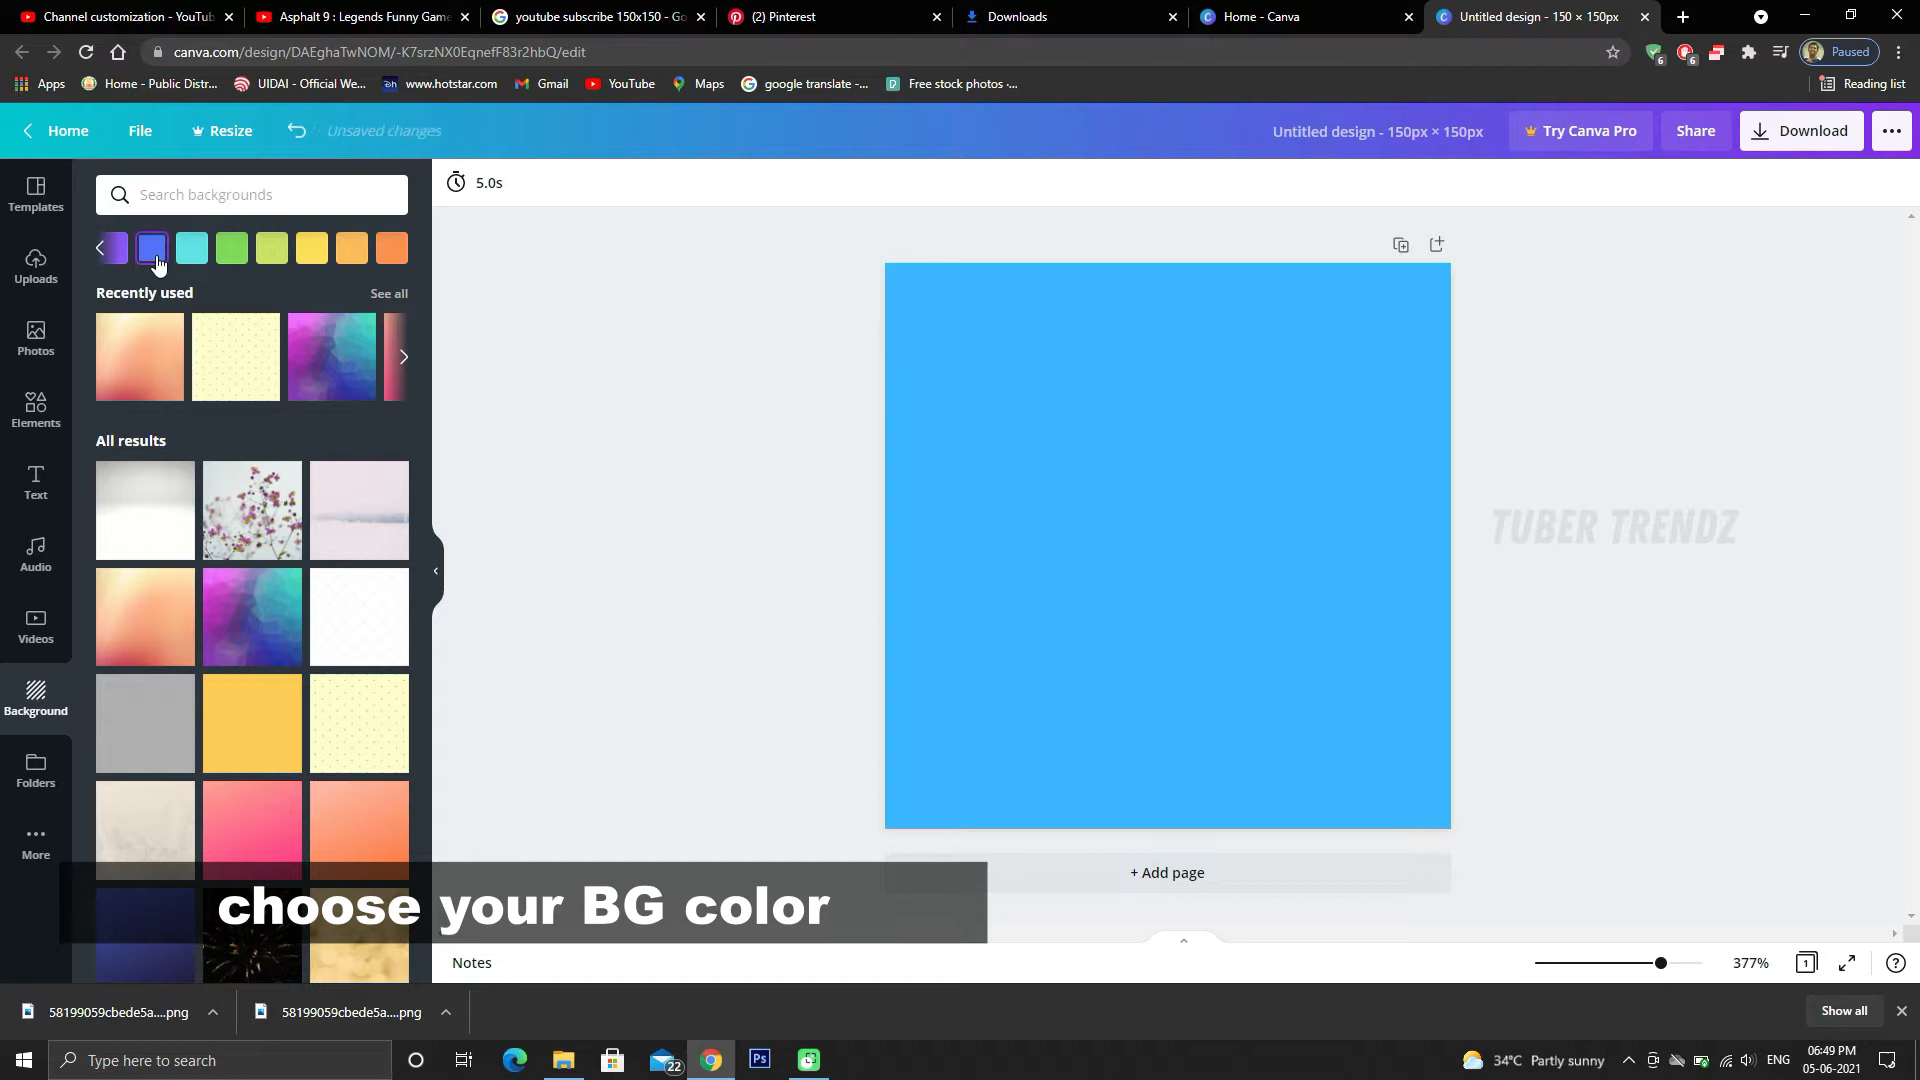 Channel customization - YouTub
Asphalt 9 : Legends Funny Game
youtube subscribe 150x150 - Go
(2) Pinterest
Downloads
Home - Canva
Untitled design - 150 × 150px
canva.com/design/DAEghaTwNOM/-K7srzNX0EqnefF83r2hbQ/edit
6
6
Paused
Apps
Home - Public Distr...
UIDAI - Official We...
www.hotstar.com
Gmail
YouTube
Maps
google translate -...
Free stock photos -...
Reading list
Home
File
Resize
Unsaved changes
Untitled design - 150px × 150px
Try Canva Pro
Share
Download
Templates
Uploads
Photos
Elements
Text
Audio
Videos
Background
Folders
More
Search backgrounds
Recently used
See all
All results
5.0s
TUBER TRENDZ
+ Add page
choose your BG color
Notes
377%
1
58199059cbede5a....png
58199059cbede5a....png
Show all
Type here to search
22
Ps
34°C Partly sunny
ENG
06:49 PM
05-06-2021